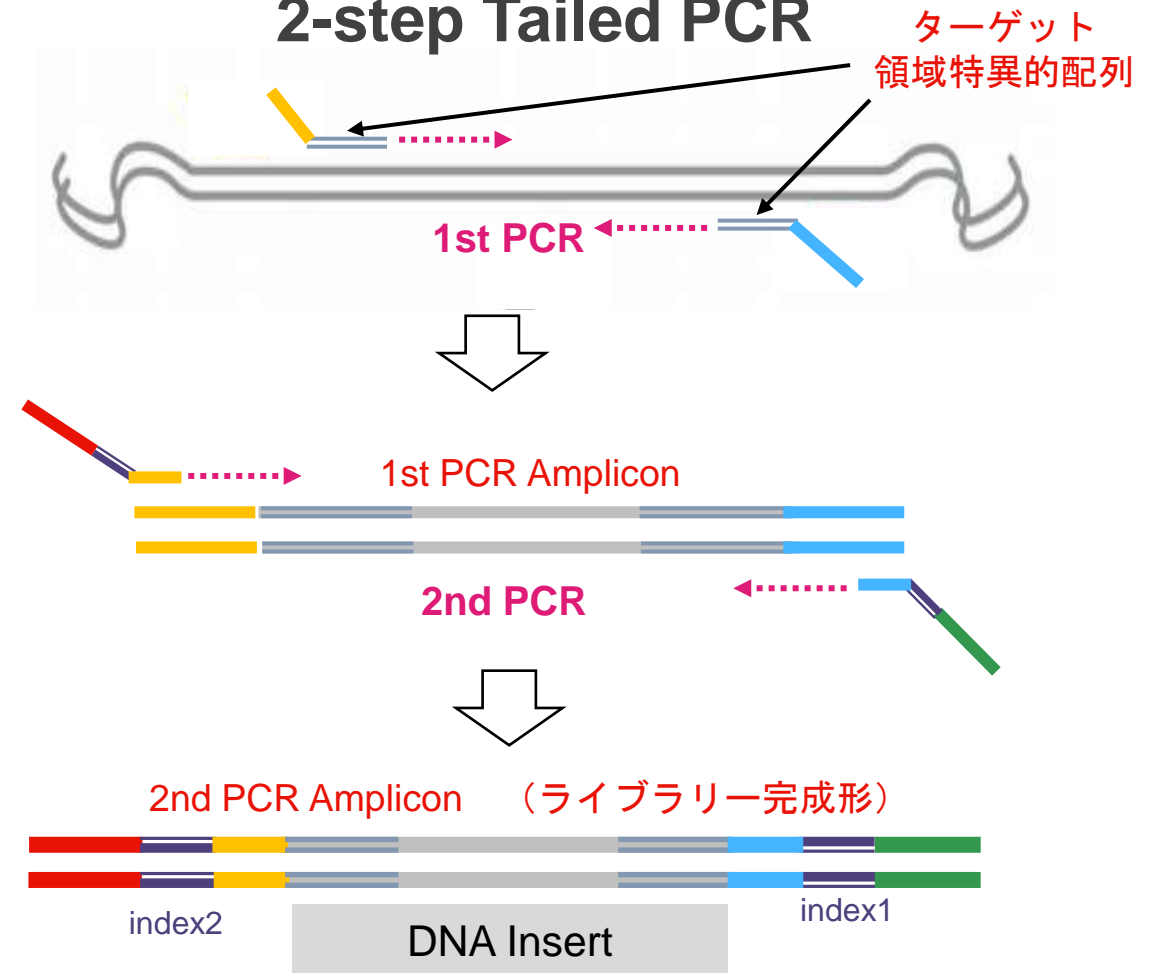 2-step Tailed PCR
ターゲット
領域特異的配列
1st PCR
1st PCR Amplicon
2nd PCR
2nd PCR Amplicon （ライブラリー完成形）
index2
index1
DNA Insert